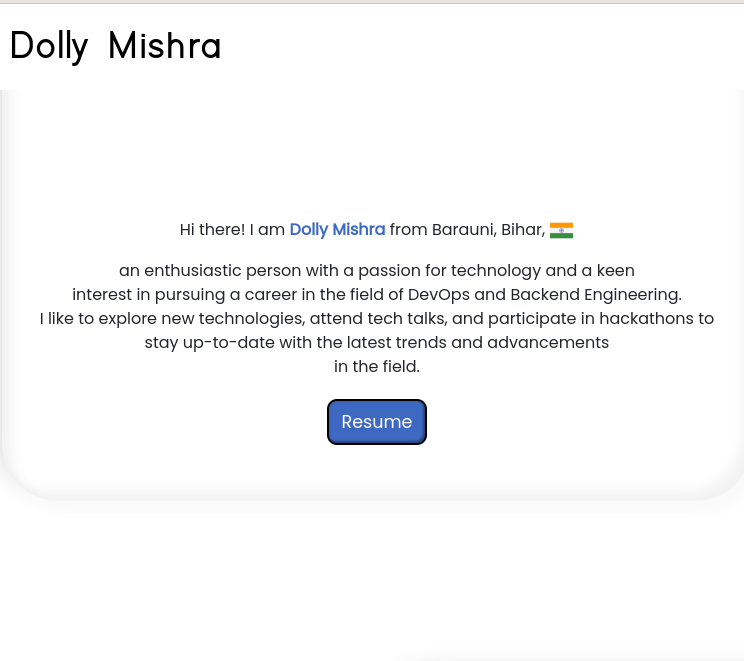 Dolly Mishra
Hi there! I am Dolly Mishra from Barauni, Bihar,
an enthusiastic person with a passion for technology and a keen
interest in pursuing a career in the field of DevOps and Backend Engineering.
I like to explore new technologies, attend tech talks, and participate in hackathons to
stay up-to-date with the latest trends and advancements
in the field.
Resume